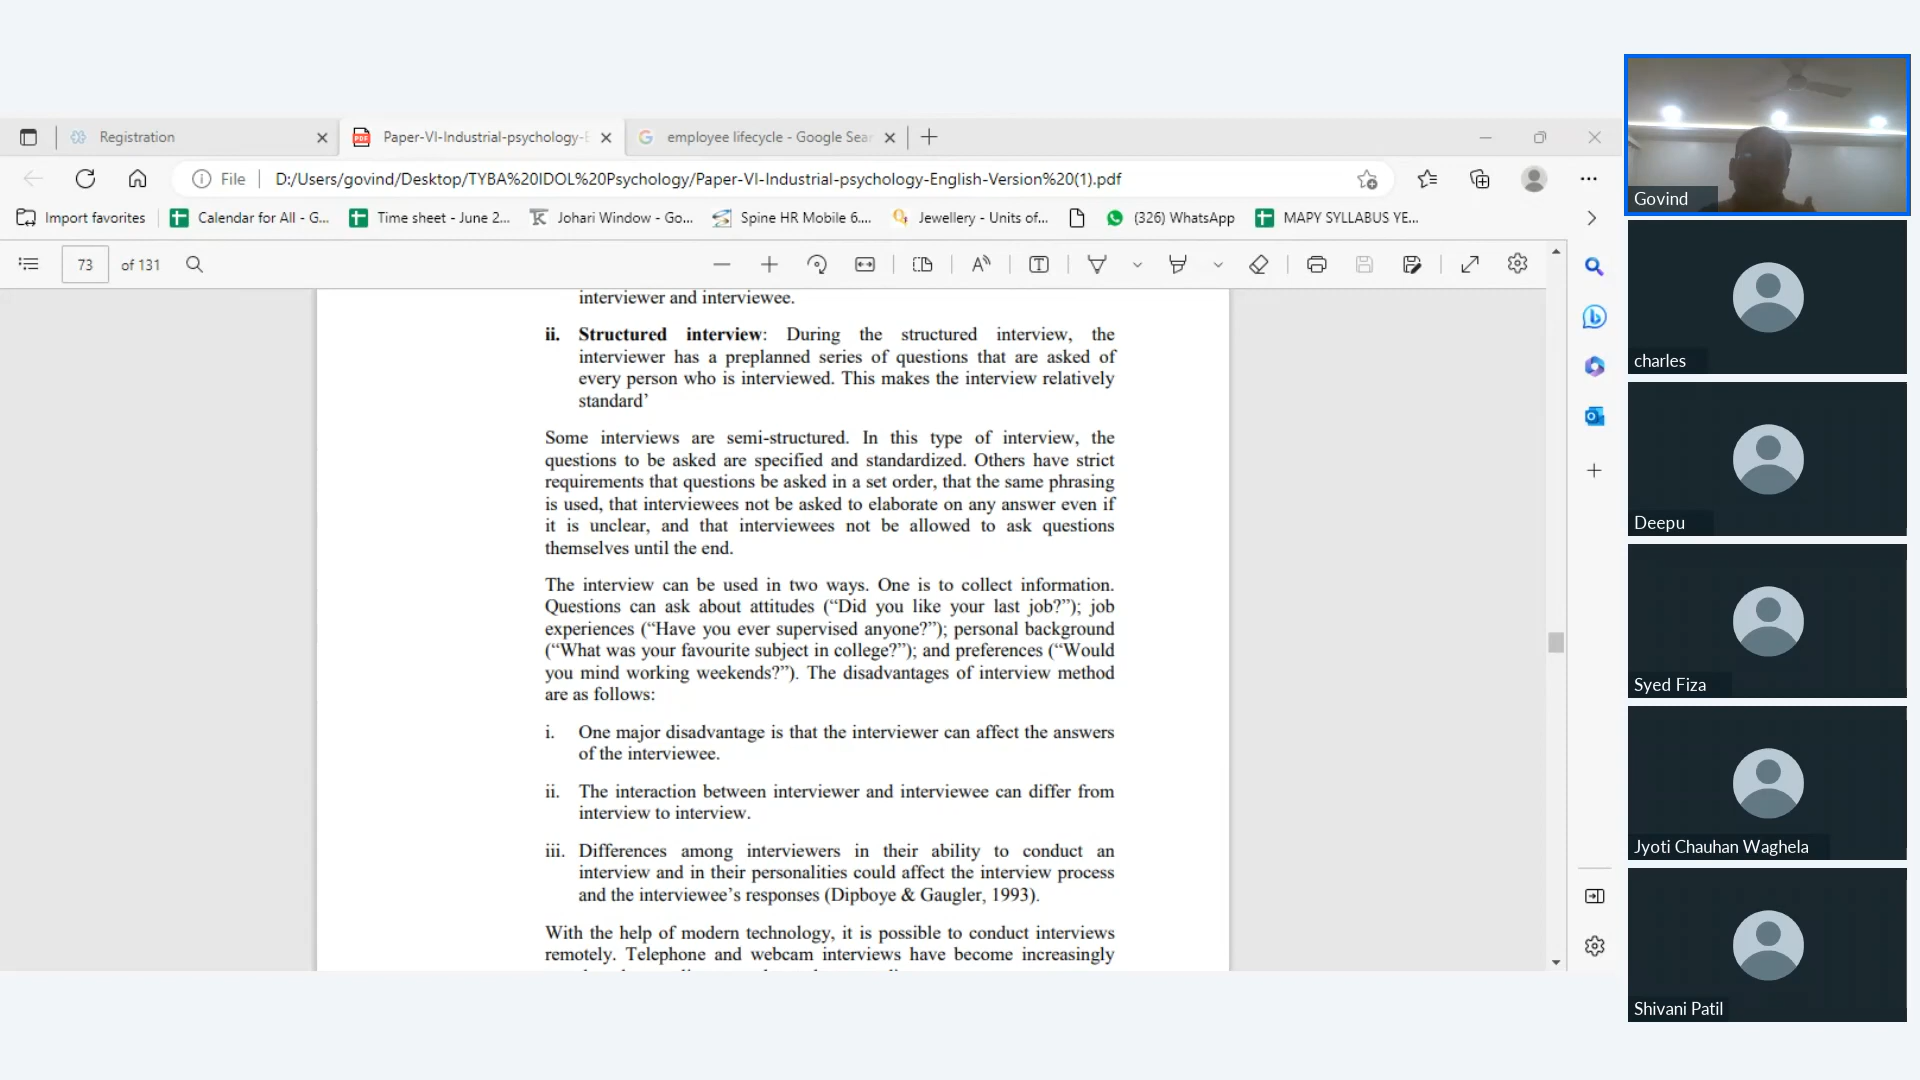 Registration
Paper-VI-Industrial-psychology-E
employee lifecycle - Google Sear
File
D:/Users/govind/Desktop/TYBA%20IDOL%20Psychology/Paper-VI-Industrial-psychology-English-Version%20(1).pdf
Import favorites
Calendar for All - G...
Time sheet - June 2...
Johari Window - Go...
Spine HR Mobile 6....
Jewellery - Units of...
(326) WhatsApp
MAPY SYLLABUS YE...
73 of 131
interviewer and interviewee.
ii. Structured interview: During the structured interview, the
interviewer has a preplanned series of questions that are asked of
every person who is interviewed. This makes the interview relatively
standard’
Some interviews are semi-structured. In this type of interview, the
questions to be asked are specified and standardized. Others have strict
requirements that questions be asked in a set order, that the same phrasing
is used, that interviewees not be asked to elaborate on any answer even if
it is unclear, and that interviewees not be allowed to ask questions
themselves until the end.
The interview can be used in two ways. One is to collect information.
Questions can ask about attitudes (“Did you like your last job?”); job
experiences (“Have you ever supervised anyone?”); personal background
(“What was your favourite subject in college?”); and preferences (“Would
you mind working weekends?”). The disadvantages of interview method
are as follows:
i. One major disadvantage is that the interviewer can affect the answers
of the interviewee.
ii. The interaction between interviewer and interviewee can differ from
interview to interview.
iii. Differences among interviewers in their ability to conduct an
interview and in their personalities could affect the interview process
and the interviewee’s responses (Dipboye & Gaugler, 1993).
With the help of modern technology, it is possible to conduct interviews
remotely. Telephone and webcam interviews have become increasingly
Govind
charles
Deepu
Syed Fiza
Jyoti Chauhan Waghela
Shivani Patil